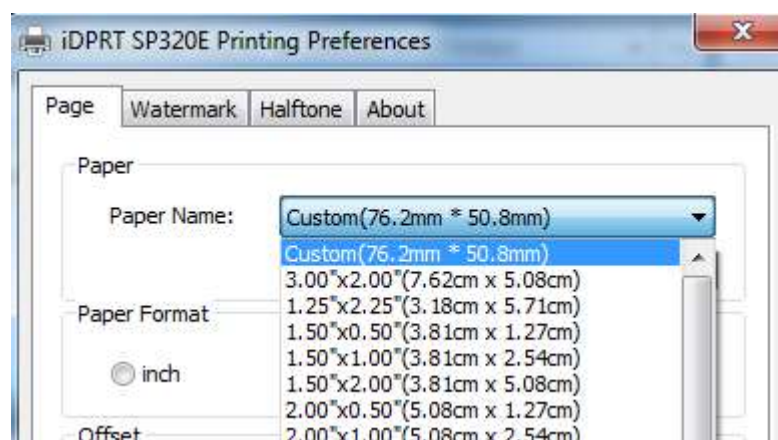 iDPRT SP320E Printing Preferences
x
Page Watermark Halftone About
Paper
Paper Name: Custom(76.2mm * 50.8mm)
Custom(76.2mm * 50.8mm)
3.00"x2.00"(7.62cm x 5.08cm)
1.25"x2.25"(3.18cm x 5.71cm)
Paper Format
1.50"x0.50"(3.81cm x 1.27cm)
1.50"x1.00"(3.81cm x 2.54cm)
inch
1.50"x2.00"(3.81cm x 5.08cm)
2.00"x0.50"(5.08cm x 1.27cm)
Offset
2.00"x1.00"(5.08cm x 2.54cm)